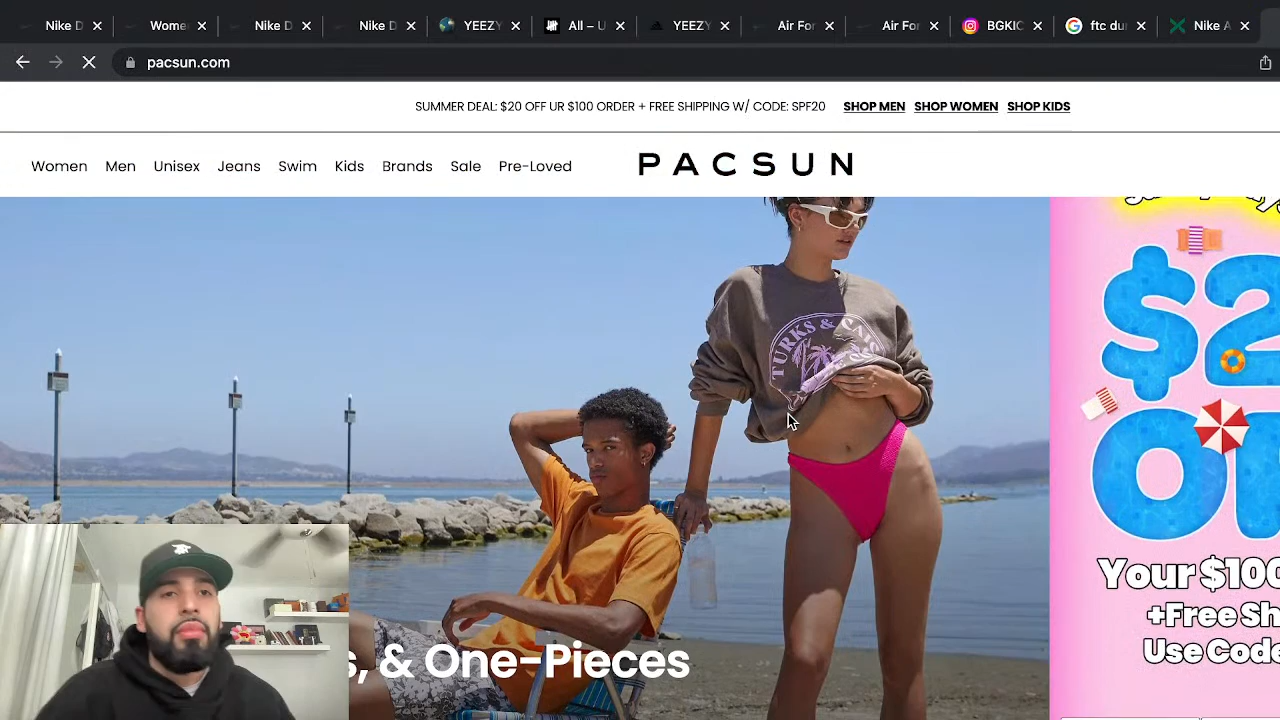 Nike D
Wome
Nike D
Nike D
YEEZY
All – U
YEEZY
Air For
Air For
BGKIC
ftc du
Nike A
pacsun.com
SUMMER DEAL: $20 OFF UR $100 ORDER + FREE SHIPPING W/ CODE: SPF20 SHOP MEN SHOP WOMEN SHOP KIDS
Women Men Unisex Jeans Swim Kids Brands Sale Pre-Loved
PACSUN
TURKS & CAIC
$2
Your $100
+Free Sh
Use Code
s, & One-Pieces